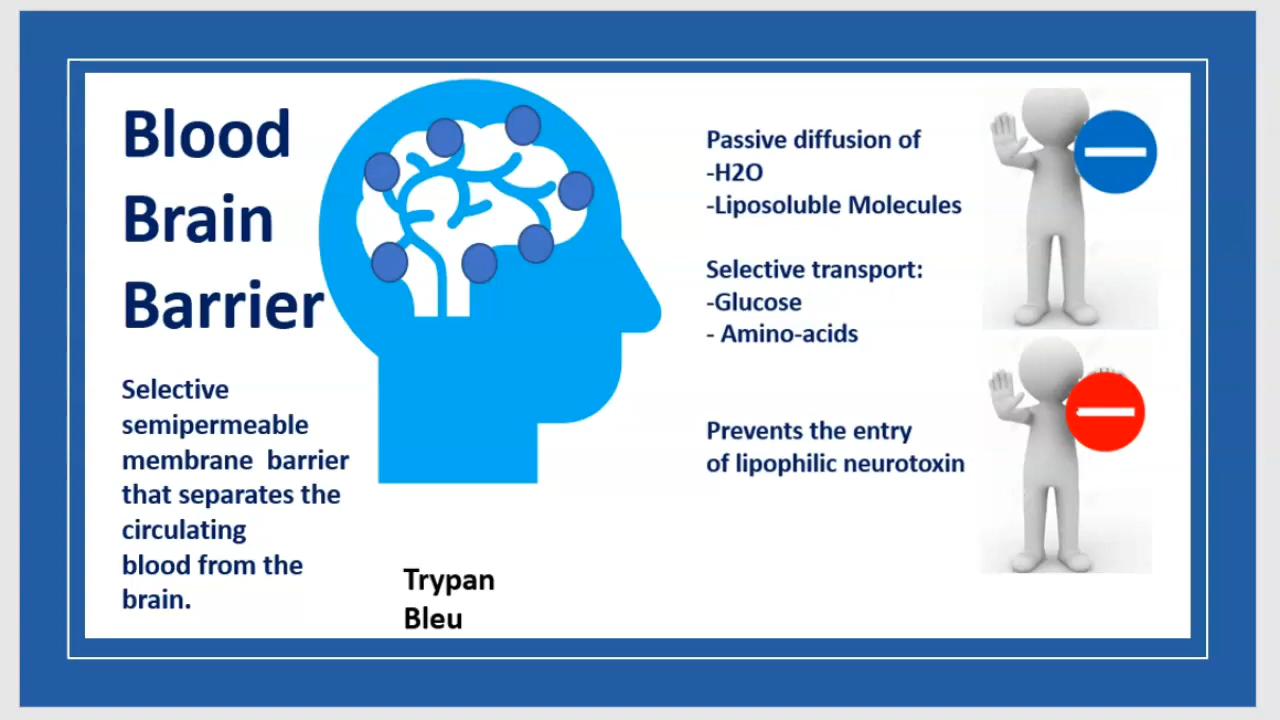 Blood
Brain
Barrier
Selective
semipermeable
membrane barrier
that separates the
circulating
blood from the
brain.
Trypan
Bleu
Passive diffusion of
-H2O
-Liposoluble Molecules
Selective transport:
-Glucose
- Amino-acids
Prevents the entry
of lipophilic neurotoxin